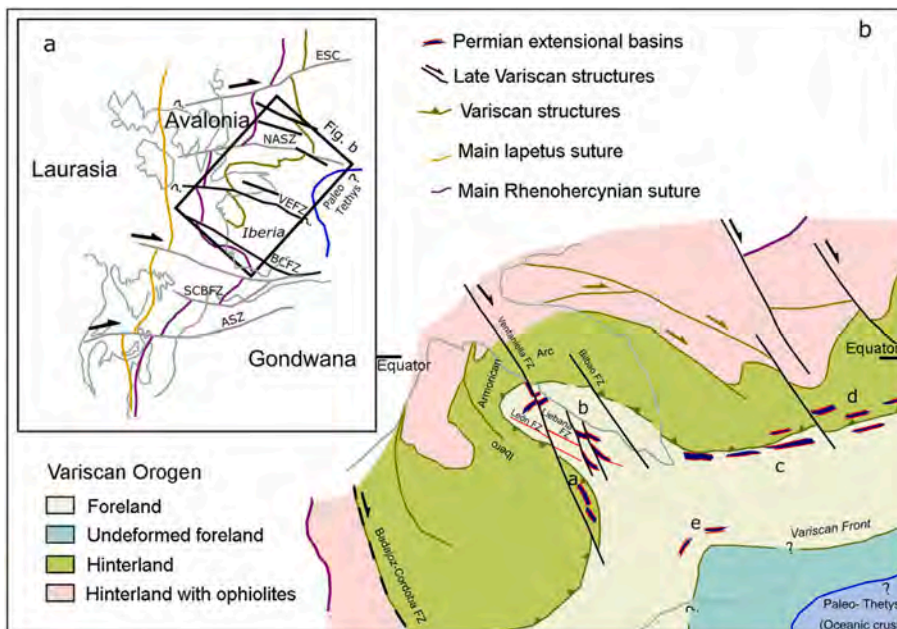 a
ESC
Avalonia
NASZ
Fig. b
Laurasia
?
Paleo
Tethys
VEFZ
Iberia
BCFZ
SCBFZ
ASZ
Gondwana
b
Permian extensional basins
Late Variscan structures
Variscan structures
Main Iapetus suture
Main Rhenohercynian suture
Equator
Equator
Ventaniella FZ
Arc
Bilbao FZ
Armorican
Ibero
León FZ
Liebana
FZ
b
a
d
c
e
Variscan Front
?
?
?
Paleo- Thetys
(Oceanic crus
Badajoz-Cordoba FZ
Variscan Orogen
Foreland
Undeformed foreland
Hinterland
Hinterland with ophiolites